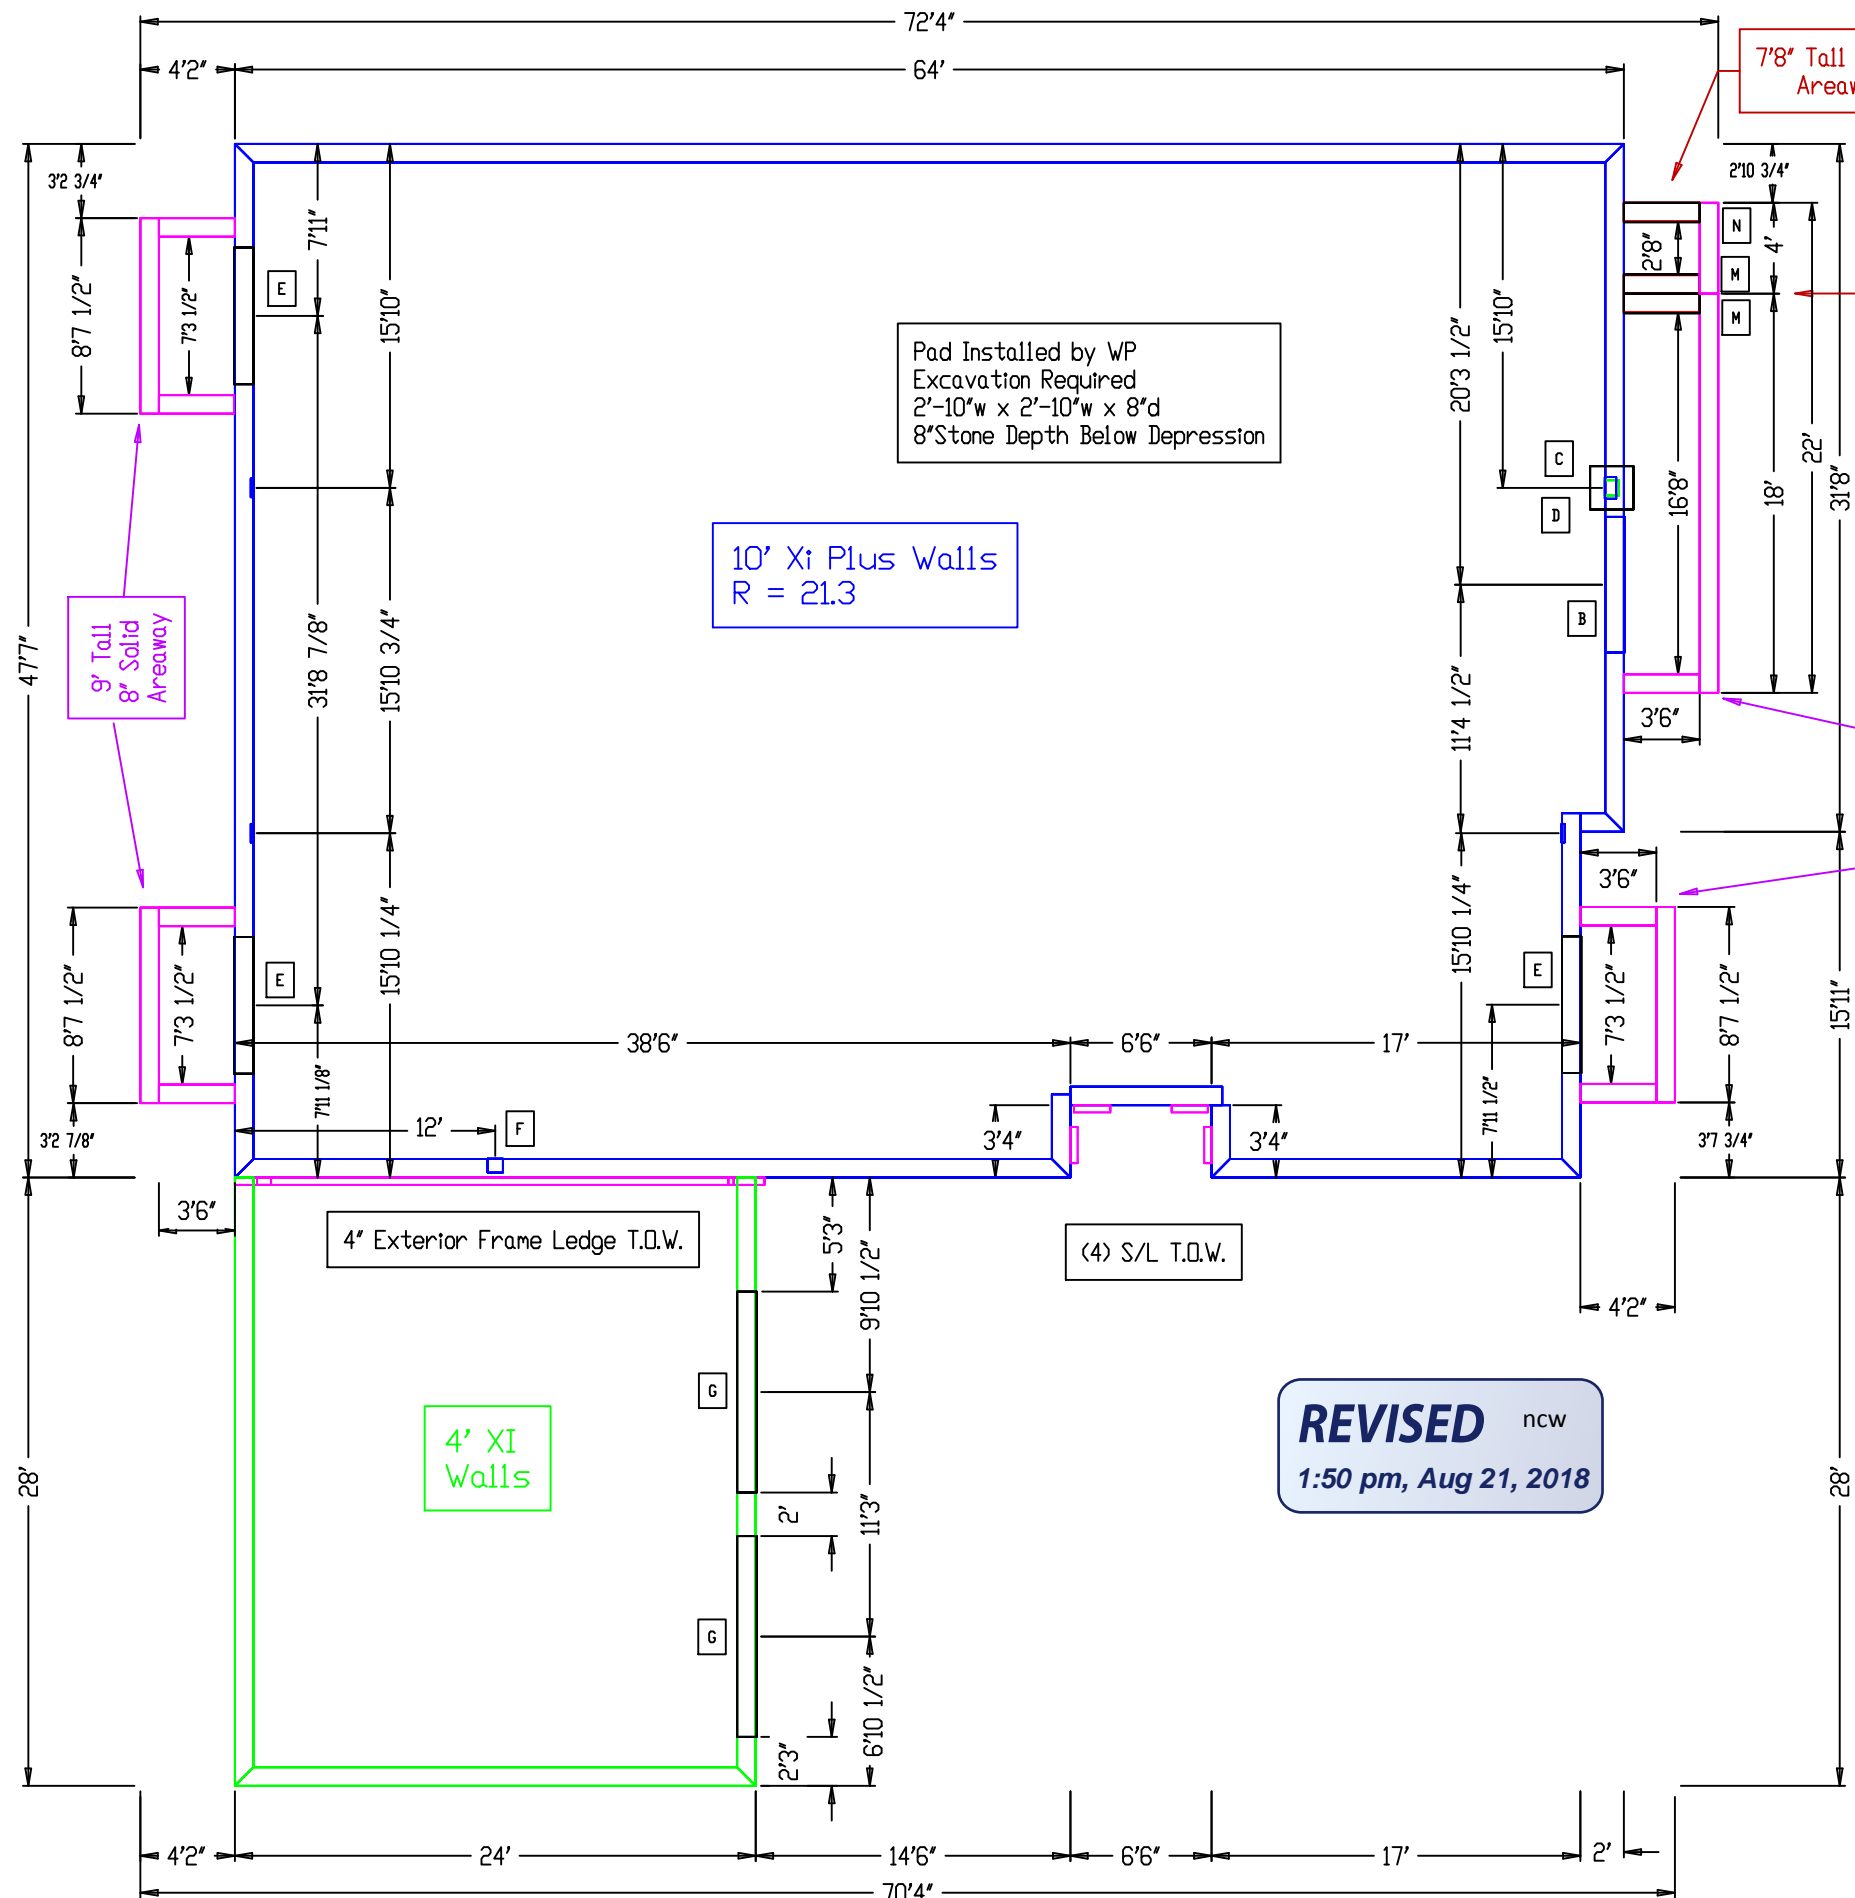 72'4"
4'2"
64'
7'8" Tall
3'2 3/4"
2'10 3/4"
7'11"
N
4'
2'8"
E
M
8'7 1/2"
7'3 1/2"
15'10"
15'10"
M
Pad Installed by WP
Excavation Required
2'-10"w x 2'-10"w x 8"d
8"Stone Depth Below Depression
20'3 1/2"
22'
C
31'8"
18'
16'8"
D
10' Xi Plus Walls
R = 21.3
B
9' Tall
8" Solid
Areaway
47'7"
31'8 7/8"
15'10 3/4"
11'4 1/2"
3'6"
3'6"
15'10 1/4"
15'10 1/4"
E
E
8'7 1/2"
7'3 1/2"
7'3 1/2"
8'7 1/2"
15'11"
38'6"
6'6"
17'
7'11 1/8"
7'11 1/2"
12'
F
3'4"
3'4"
3'2 7/8"
3'7 3/4"
3'6"
4" Exterior Frame Ledge T.O.W.
5'3"
9'10 1/2"
(4) S/L T.O.W.
4'2"
G
REVISED ncw
1:50 pm, Aug 21, 2018
4' XI
Walls
28'
2'
11'3"
28'
G
6'10 1/2"
2'3"
4'2"
24'
14'6"
6'6"
17'
2'
70'4"